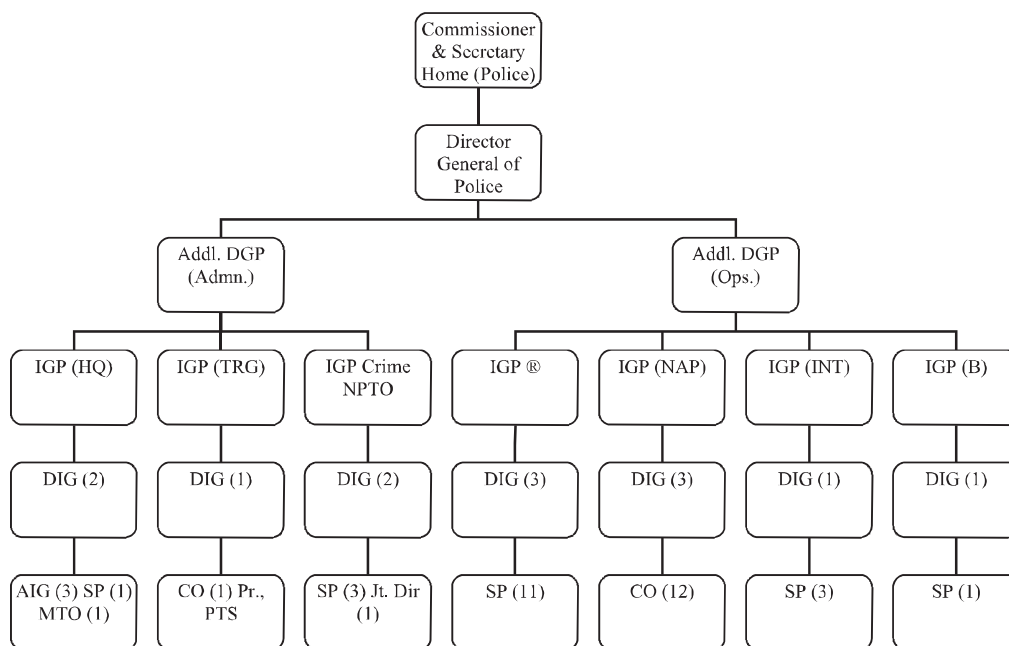 Commissioner
& Secretary
Home (Police)
Director
General of
Police
Addl. DGP
(Admn.)
Addl. DGP
(Ops.)
IGP (HQ)
IGP (TRG)
IGP Crime
NPTO
IGP ®
IGP (NAP)
IGP (INT)
IGP (B)
DIG (2)
DIG (1)
DIG (2)
DIG (3)
DIG (3)
DIG (1)
DIG (1)
AIG (3) SP (1)
MTO (1)
CO (1) Pr.,
PTS
SP (3) Jt. Dir
(1)
SP (11)
CO (12)
SP (3)
SP (1)